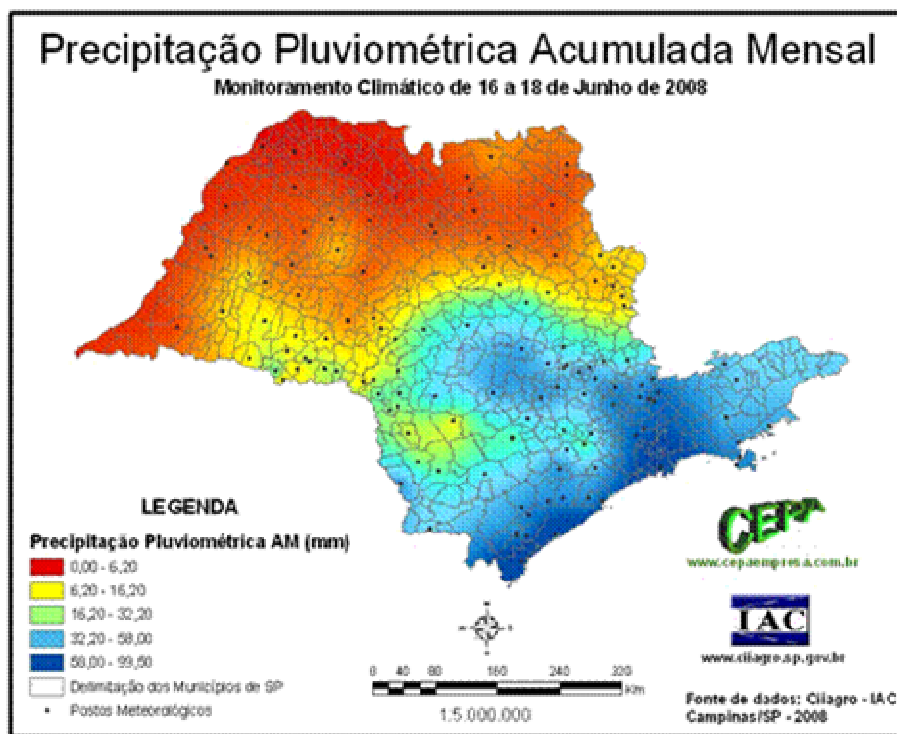 Precipitação Pluviométrica Acumulada Mensal
Monitoramento Climático de 16 a 18 de Junho de 2008
LEGENDA
Precipitação Pluviométrica AM (mm)
0,00 - 6,20
6,20 - 16,20
16,20 - 32,20
32,20 - 58,00
58,00 - 99,50
Delimitação dos Municípios de SP
Postos Meteorológicos
0 40 80 160 240 320
Km
1:5.000.000
CEPA
www.cepaempresa.com.br
IAC
www.ciiagro.sp.gov.br
Fonte de dados: Ciiagro - IAC
Campinas/SP - 2008